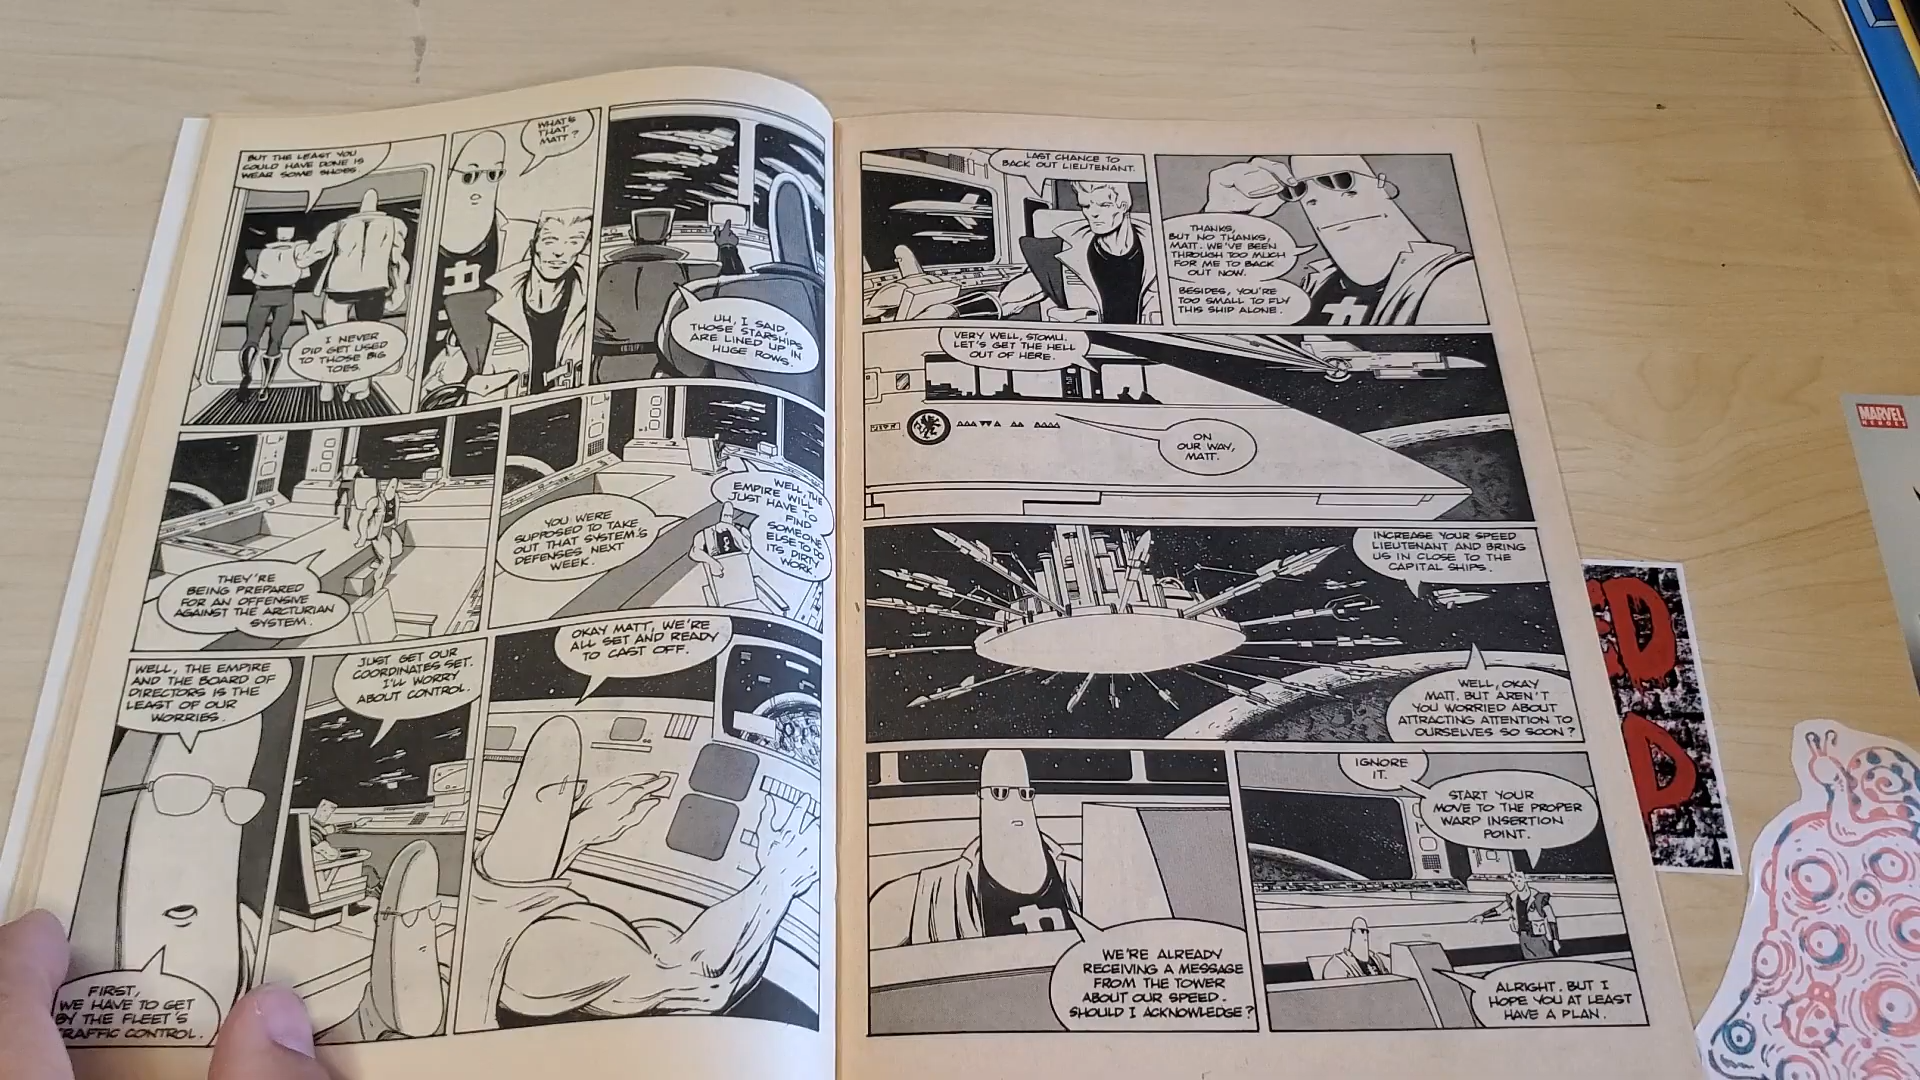 BUT THE LEAST YOU
COULD HAVE DONE IS
WEAR SOME SHOES.
I NEVER
DID GET USED
TO THOSE BIG
TOES.
WHAT'S
THAT
MATT?
UH, I SAID,
THOSE STARSHIPS
ARE LINED UP IN
HUGE ROWS.
THEY'RE
BEING PREPARED
FOR AN OFFENSIVE
AGAINST THE ARCTURIAN
SYSTEM.
YOU WERE
SUPPOSED TO TAKE
OUT THAT SYSTEM'S
DEFENSES NEXT
WEEK.
WELL, THE
EMPIRE WILL
JUST HAVE TO
FIND
SOMEONE
ELSE TO DO
ITS DIRTY
WORK.
WELL, THE EMPIRE
AND THE BOARD OF
DIRECTORS IS THE
LEAST OF OUR
WORRIES.
FIRST,
WE HAVE TO GET
BY THE FLEET'S
TRAFFIC CONTROL.
JUST GET OUR
COORDINATES SET.
I'LL WORRY
ABOUT CONTROL.
OKAY MATT, WE'RE
ALL SET AND READY
TO CAST OFF.
LAST CHANCE TO
BACK OUT LIEUTENANT.
THANKS,
BUT NO THANKS,
MATT. WE'VE BEEN
THROUGH TOO MUCH
FOR ME TO BACK
OUT NOW.
BESIDES, YOU'RE
TOO SMALL TO FLY
THIS SHIP ALONE.
VERY WELL, STOMU.
LET'S GET THE HELL
OUT OF HERE.
ON
OUR WAY,
MATT.
INCREASE YOUR SPEED
LIEUTENANT AND BRING
US IN CLOSE TO THE
CAPITAL SHIPS.
WELL, OKAY
MATT. BUT AREN'T
YOU WORRIED ABOUT
ATTRACTING ATTENTION TO
OURSELVES SO SOON?
WE'RE ALREADY
RECEIVING A MESSAGE
FROM THE TOWER
ABOUT OUR SPEED.
SHOULD I ACKNOWLEDGE?
IGNORE
IT.
START YOUR
MOVE TO THE PROPER
WARP INSERTION
POINT.
ALRIGHT. BUT I
HOPE YOU AT LEAST
HAVE A PLAN.
MARVEL
HEROES